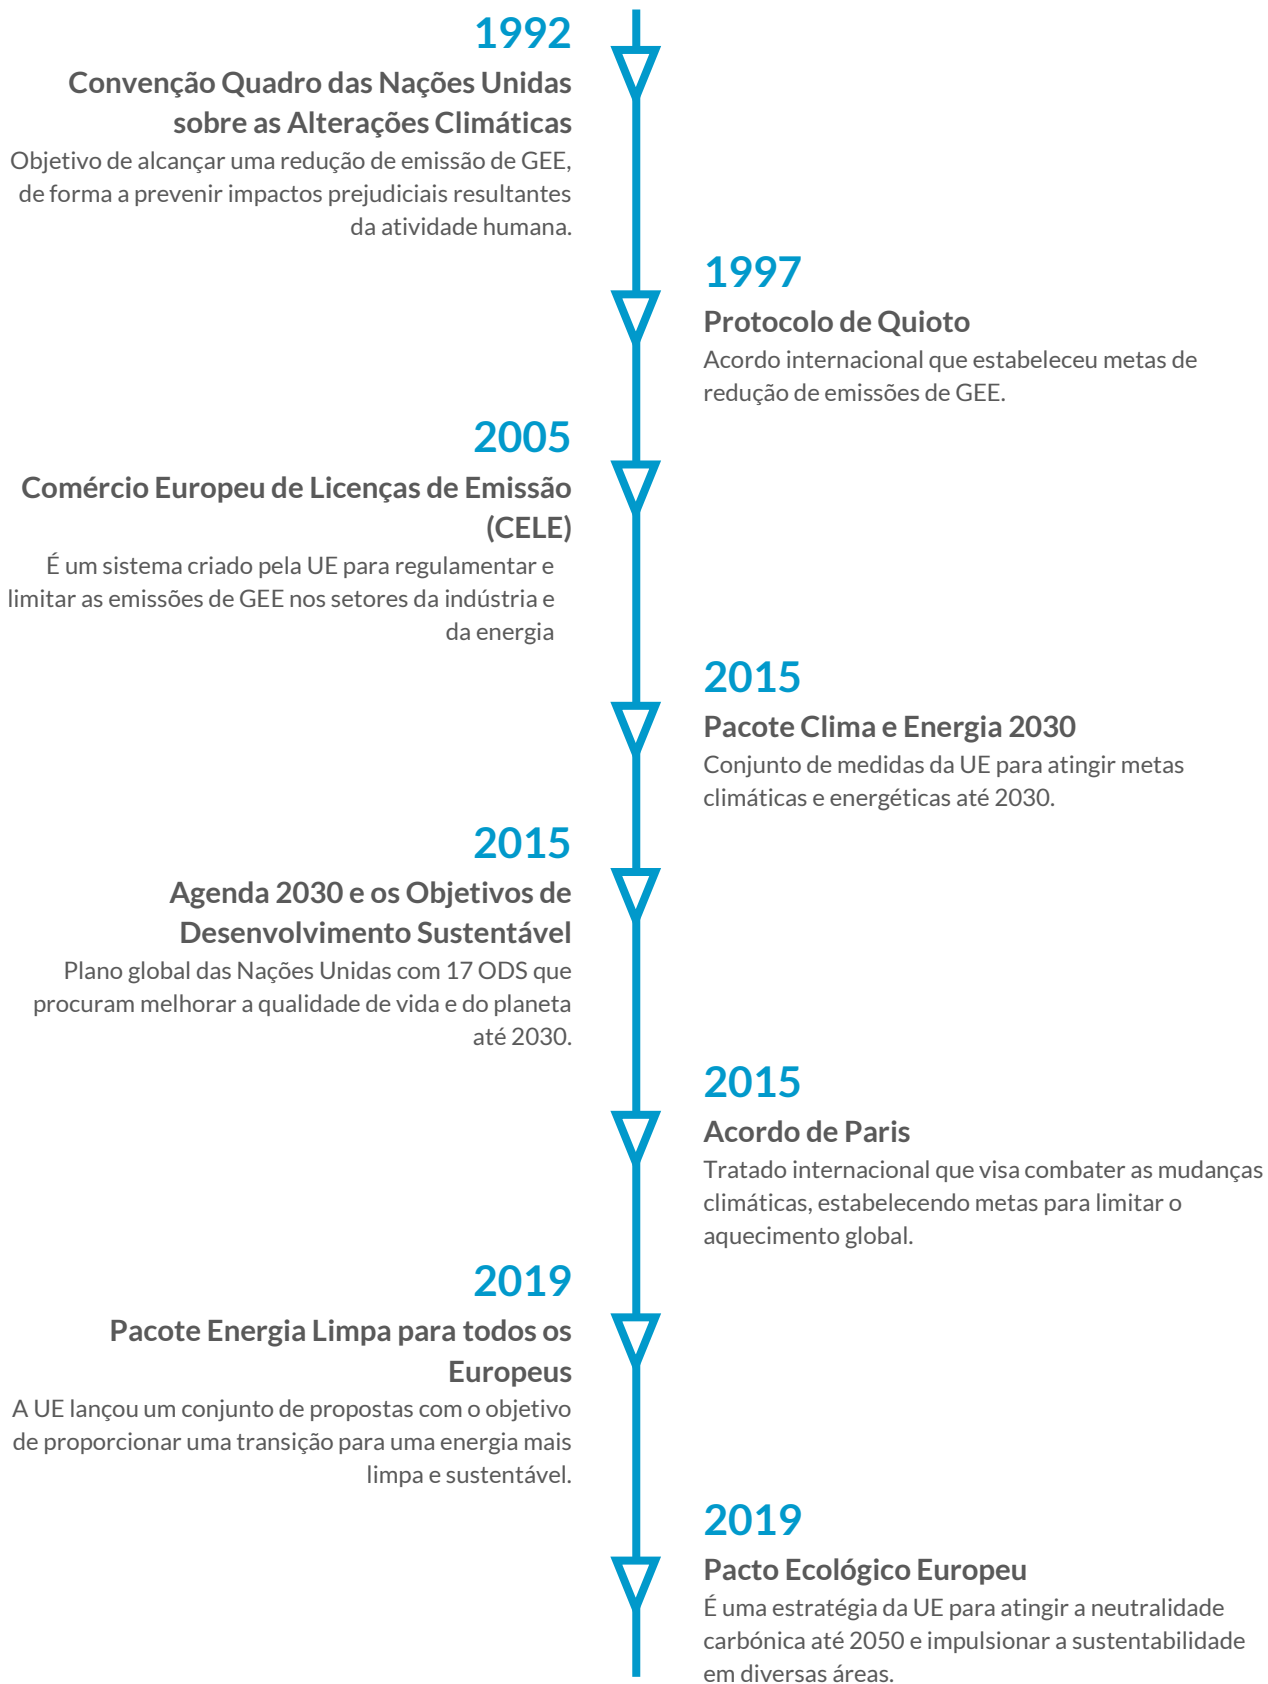 1992
Convenção Quadro das Nações Unidas
sobre as Alterações Climáticas
Objetivo de alcançar uma redução de emissão de GEE,
de forma a prevenir impactos prejudiciais resultantes
da atividade humana.
1997
Protocolo de Quioto
Acordo internacional que estabeleceu metas de
redução de emissões de GEE.
2005
Comércio Europeu de Licenças de Emissão
(CELE)
É um sistema criado pela UE para regulamentar e
limitar as emissões de GEE nos setores da indústria e
da energia
2015
Pacote Clima e Energia 2030
Conjunto de medidas da UE para atingir metas
climáticas e energéticas até 2030.
2015
Agenda 2030 e os Objetivos de
Desenvolvimento Sustentável
Plano global das Nações Unidas com 17 ODS que
procuram melhorar a qualidade de vida e do planeta
até 2030.
2015
Acordo de Paris
Tratado internacional que visa combater as mudanças
climáticas, estabelecendo metas para limitar o
aquecimento global.
2019
Pacote Energia Limpa para todos os
Europeus
A UE lançou um conjunto de propostas com o objetivo
de proporcionar uma transição para uma energia mais
limpa e sustentável.
2019
Pacto Ecológico Europeu
É uma estratégia da UE para atingir a neutralidade
carbónica até 2050 e impulsionar a sustentabilidade
em diversas áreas.